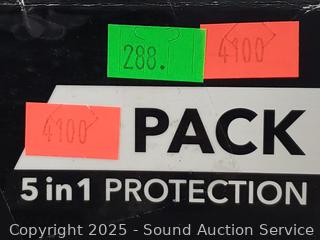 288.
4100
4100
PACK
5 in 1 PROTECTION
Copyright 2025 - Sound Auction Service